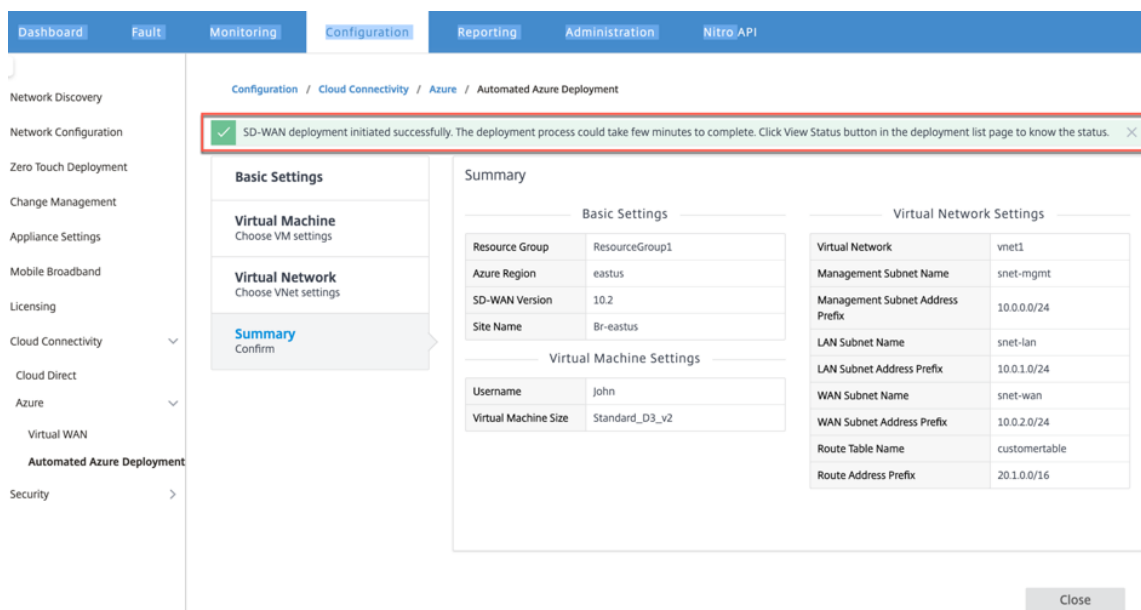 Dashboard Fault Monitoring Configuration Reporting Administration Nitro API
Network Discovery
Network Configuration
Zero Touch Deployment
Change Management
Appliance Settings
Mobile Broadband
Licensing
Cloud Connectivity
Cloud Direct
Azure
Virtual WAN
Automated Azure Deployment
Security
Configuration / Cloud Connectivity / Azure / Automated Azure Deployment
SD-WAN deployment initiated successfully. The deployment process could take few minutes to complete. Click View Status button in the deployment list page to know the status.
Basic Settings
Virtual Machine
Choose VM settings
Virtual Network
Choose VNet settings
Summary
Confirm
Summary
Basic Settings
Resource Group ResourceGroup1
Azure Region eastus
SD-WAN Version 10.2
Site Name Br-eastus
Virtual Machine Settings
Username John
Virtual Machine Size Standard_D3_v2
Virtual Network Settings
Virtual Network vnet1
Management Subnet Name snet-mgmt
Management Subnet Address
Prefix 10.0.0.0/24
LAN Subnet Name snet-lan
LAN Subnet Address Prefix 10.0.1.0/24
WAN Subnet Name snet-wan
WAN Subnet Address Prefix 10.0.2.0/24
Route Table Name customertable
Route Address Prefix 20.1.0.0/16
Close